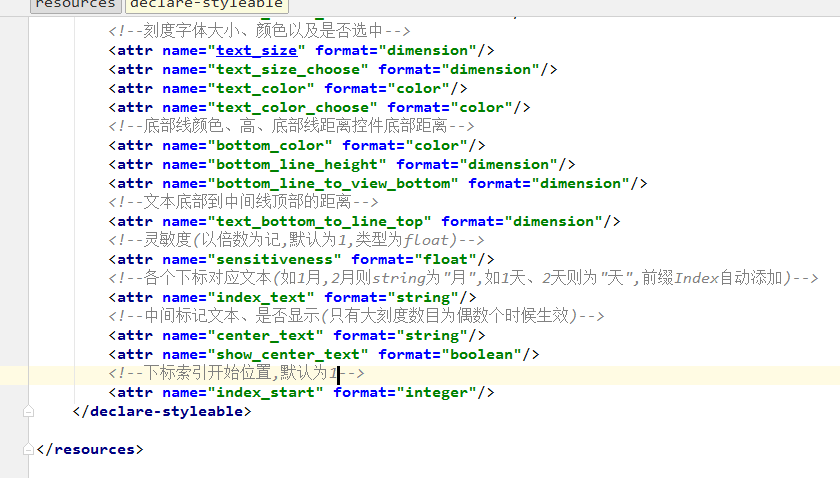 resources declare-styleable
<!--刻度字体大小、颜色以及是否选中-->
<attr name="text_size" format="dimension"/>
<attr name="text_size_choose" format="dimension"/>
<attr name="text_color" format="color"/>
<attr name="text_color_choose" format="color"/>
<!--底部线颜色、高、底部线距离控件底部距离-->
<attr name="bottom_color" format="color"/>
<attr name="bottom_line_height" format="dimension"/>
<attr name="bottom_line_to_view_bottom" format="dimension"/>
<!--文本底部到中间线顶部的距离-->
<attr name="text_bottom_to_line_top" format="dimension"/>
<!--灵敏度(以倍数为记,默认为1,类型为float)-->
<attr name="sensitiveness" format="float"/>
<!--各个下标对应文本(如1月,2月则string为"月",如1天、2天则为"天",前缀Index自动添加)-->
<attr name="index_text" format="string"/>
<!--中间标记文本、是否显示(只有大刻度数目为偶数个时候生效)-->
<attr name="center_text" format="string"/>
<attr name="show_center_text" format="boolean"/>
<!--下标索引开始位置,默认为1-->
<attr name="index_start" format="integer"/>
</declare-styleable>
</resources>